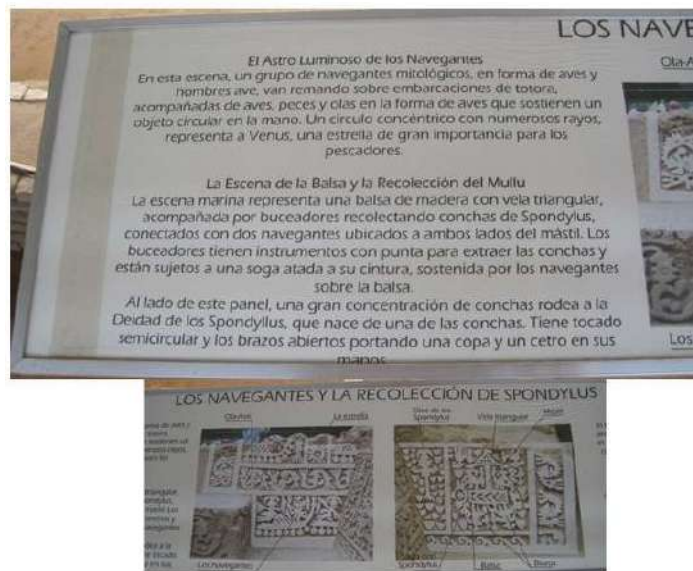 LOS NAVE
Ola-A
El Astro Luminoso de los Navegantes
En esta escena, un grupo de navegantes mitológicos, en forma de aves y
hombres ave, van remando sobre embarcaciones de totora,
acompañadas de aves, peces y olas en la forma de aves que sostienen un
objeto circular en la mano. Un círculo concéntrico con numerosos rayos,
representa a Venus, una estrella de gran importancia para los
pescadores.
La Escena de la Balsa y la Recolección del Mullu
La escena marina representa una balsa de madera con vela triangular,
acompañada por buceadores recolectando conchas de Spondylus,
conectados con dos navegantes ubicados a ambos lados del mástil. Los
buceadores tienen instrumentos con punta para extraer las conchas y
están sujetos a una soga atada a su cintura, sostenida por los navegantes
sobre la balsa.
Al lado de este panel, una gran concentración de conchas rodea a la
Deidad de los Spondyllus, que nace de una de las conchas. Tiene tocado
semicircular y los brazos abiertos portando una copa y un cetro en sus
manos.
Los
LOS NAVEGANTES Y LA RECOLECCIÓN DE SPONDYLUS
Ola-Ave
La estrella
Spondylus
Vela triangular
Mástil
Los navegantes
Spondylus
Balsa